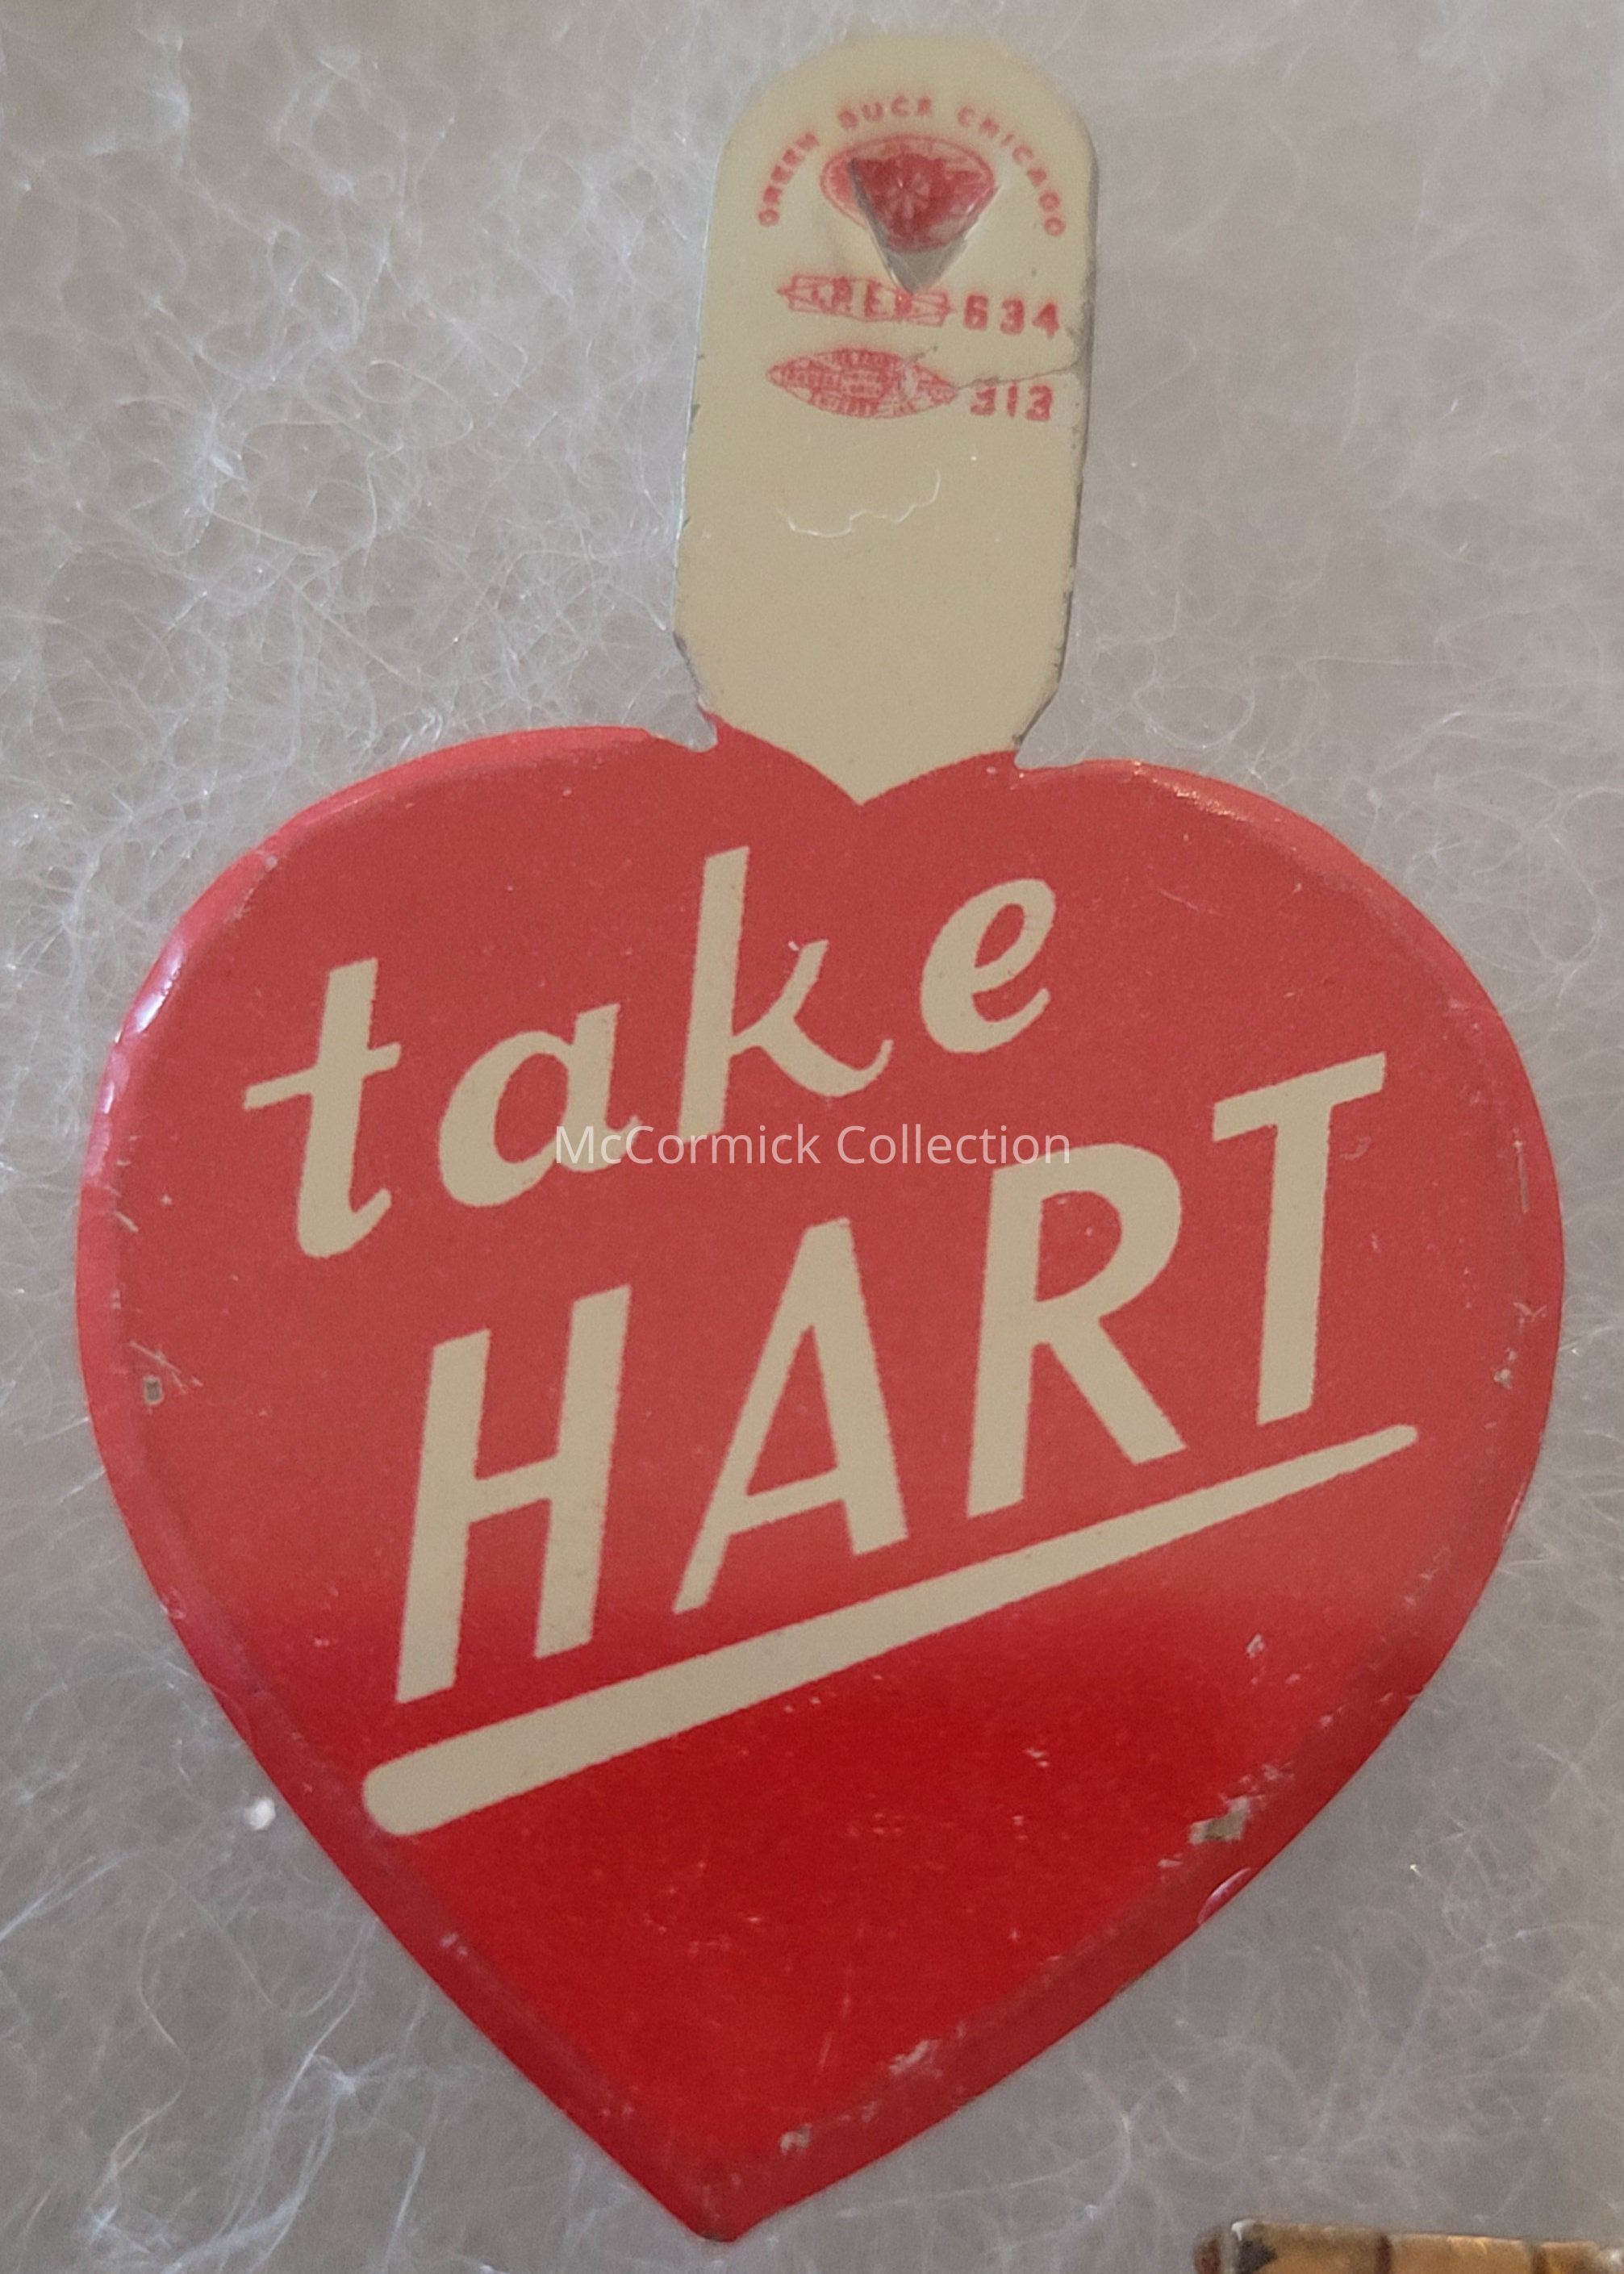 GREEN DUCK CHICAGO
634
313
take
HART
McCormick Collection